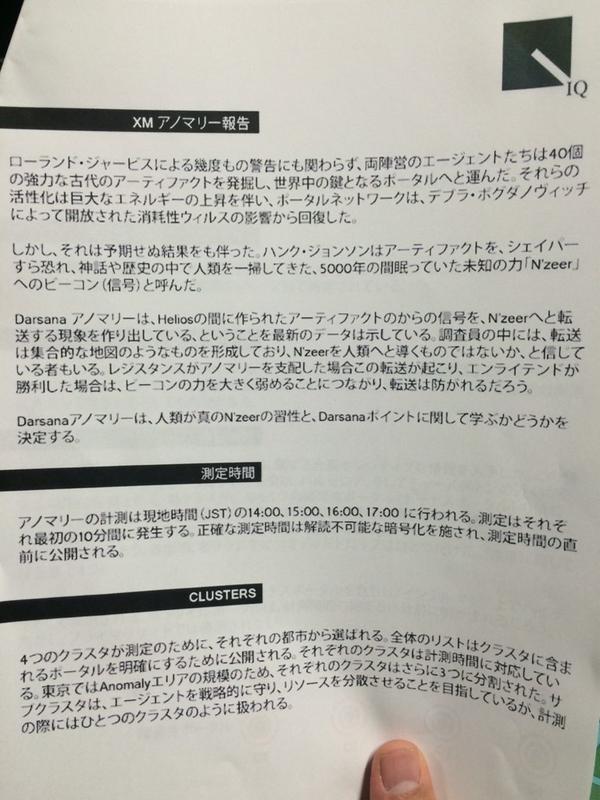 IQ
XM アノマリー報告
ローランド・ジャービスによる幾度もの警告にも関わらず、両陣営のエージェントたちは40個
の強力な古代のアーティファクトを発掘し、世界中の鍵となるポータルへと運んだ。それらの
活性化は巨大なエネルギーの上昇を伴い、ポータルネットワークは、デブラ・ボグダノヴィッチ
によって開放された消耗性ウィルスの影響から回復した。
しかし、それは予期せぬ結果をも伴った。ハンク・ジョンソンはアーティファクトを、シェイパー
すら恐れ、神話や歴史の中で人類を一掃してきた、5000年の間眠っていた未知の力「N'zeer」
へのビーコン（信号）と呼んだ。
Darsana アノマリーは、Heliosの間に作られたアーティファクトのからの信号を、N'zeerへと転
送する現象を作り出している、ということを最新のデータは示している。調査員の中には、転送
は集合的な地図のようなものを形成しており、N'zeerを人類へと導くものではないか、と信じて
いる者もいる。レジスタンスがアノマリーを支配した場合この転送が起こり、エンライテンドが
勝利した場合は、ビーコンの力を大きく弱めることにつながり、転送は防がれるだろう。
Darsanaアノマリーは、人類が真のN'zeerの習性と、Darsanaポイントに関して学ぶかどうかを
決定する。
測定時間
アノマリーの計測は現地時間（JST）の14:00、15:00、16:00、17:00 に行われる。測定はそれぞ
れ最初の10分間に発生する。正確な測定時間は解読不可能な暗号化を施され、測定時間の直
前に公開される。
CLUSTERS
4つのクラスタが測定のために、それぞれの都市から選ばれる。全体のリストはクラスタに含ま
れるポータルを明確にするために公開される。それぞれのクラスタは計測時間に対応してい
る。東京ではAnomalyエリアの規模のため、それぞれのクラスタはさらに3つに分割された。サ
ブクラスタは、エージェントを戦略的に守り、リソースを分散させることを目指しているが、計測
の際にはひとつのクラスタのように扱われる。